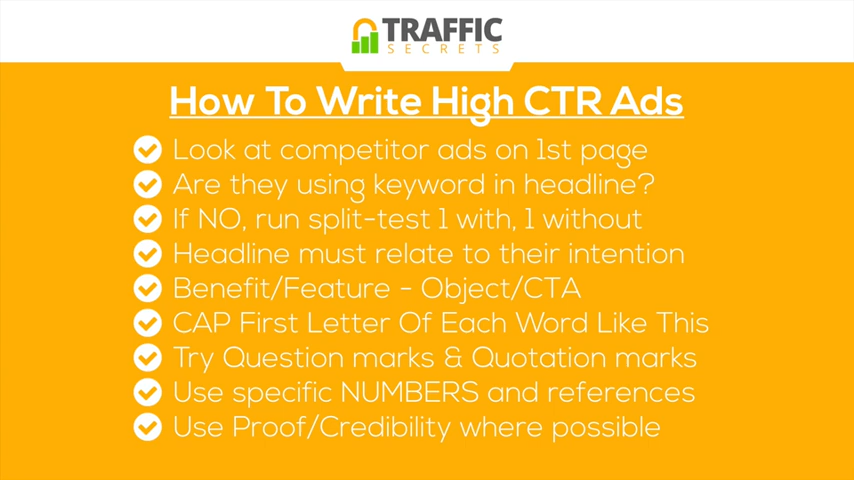 TRAFFIC
SECRETS
How To Write High CTR Ads
Look at competitor ads on 1st page
Are they using keyword in headline?
If NO, run split-test 1 with, 1 without
Headline must relate to their intention
Benefit/Feature - Object/CTA
CAP First Letter Of Each Word Like This
Try Question marks & Quotation marks
Use specific NUMBERS and references
Use Proof/Credibility where possible